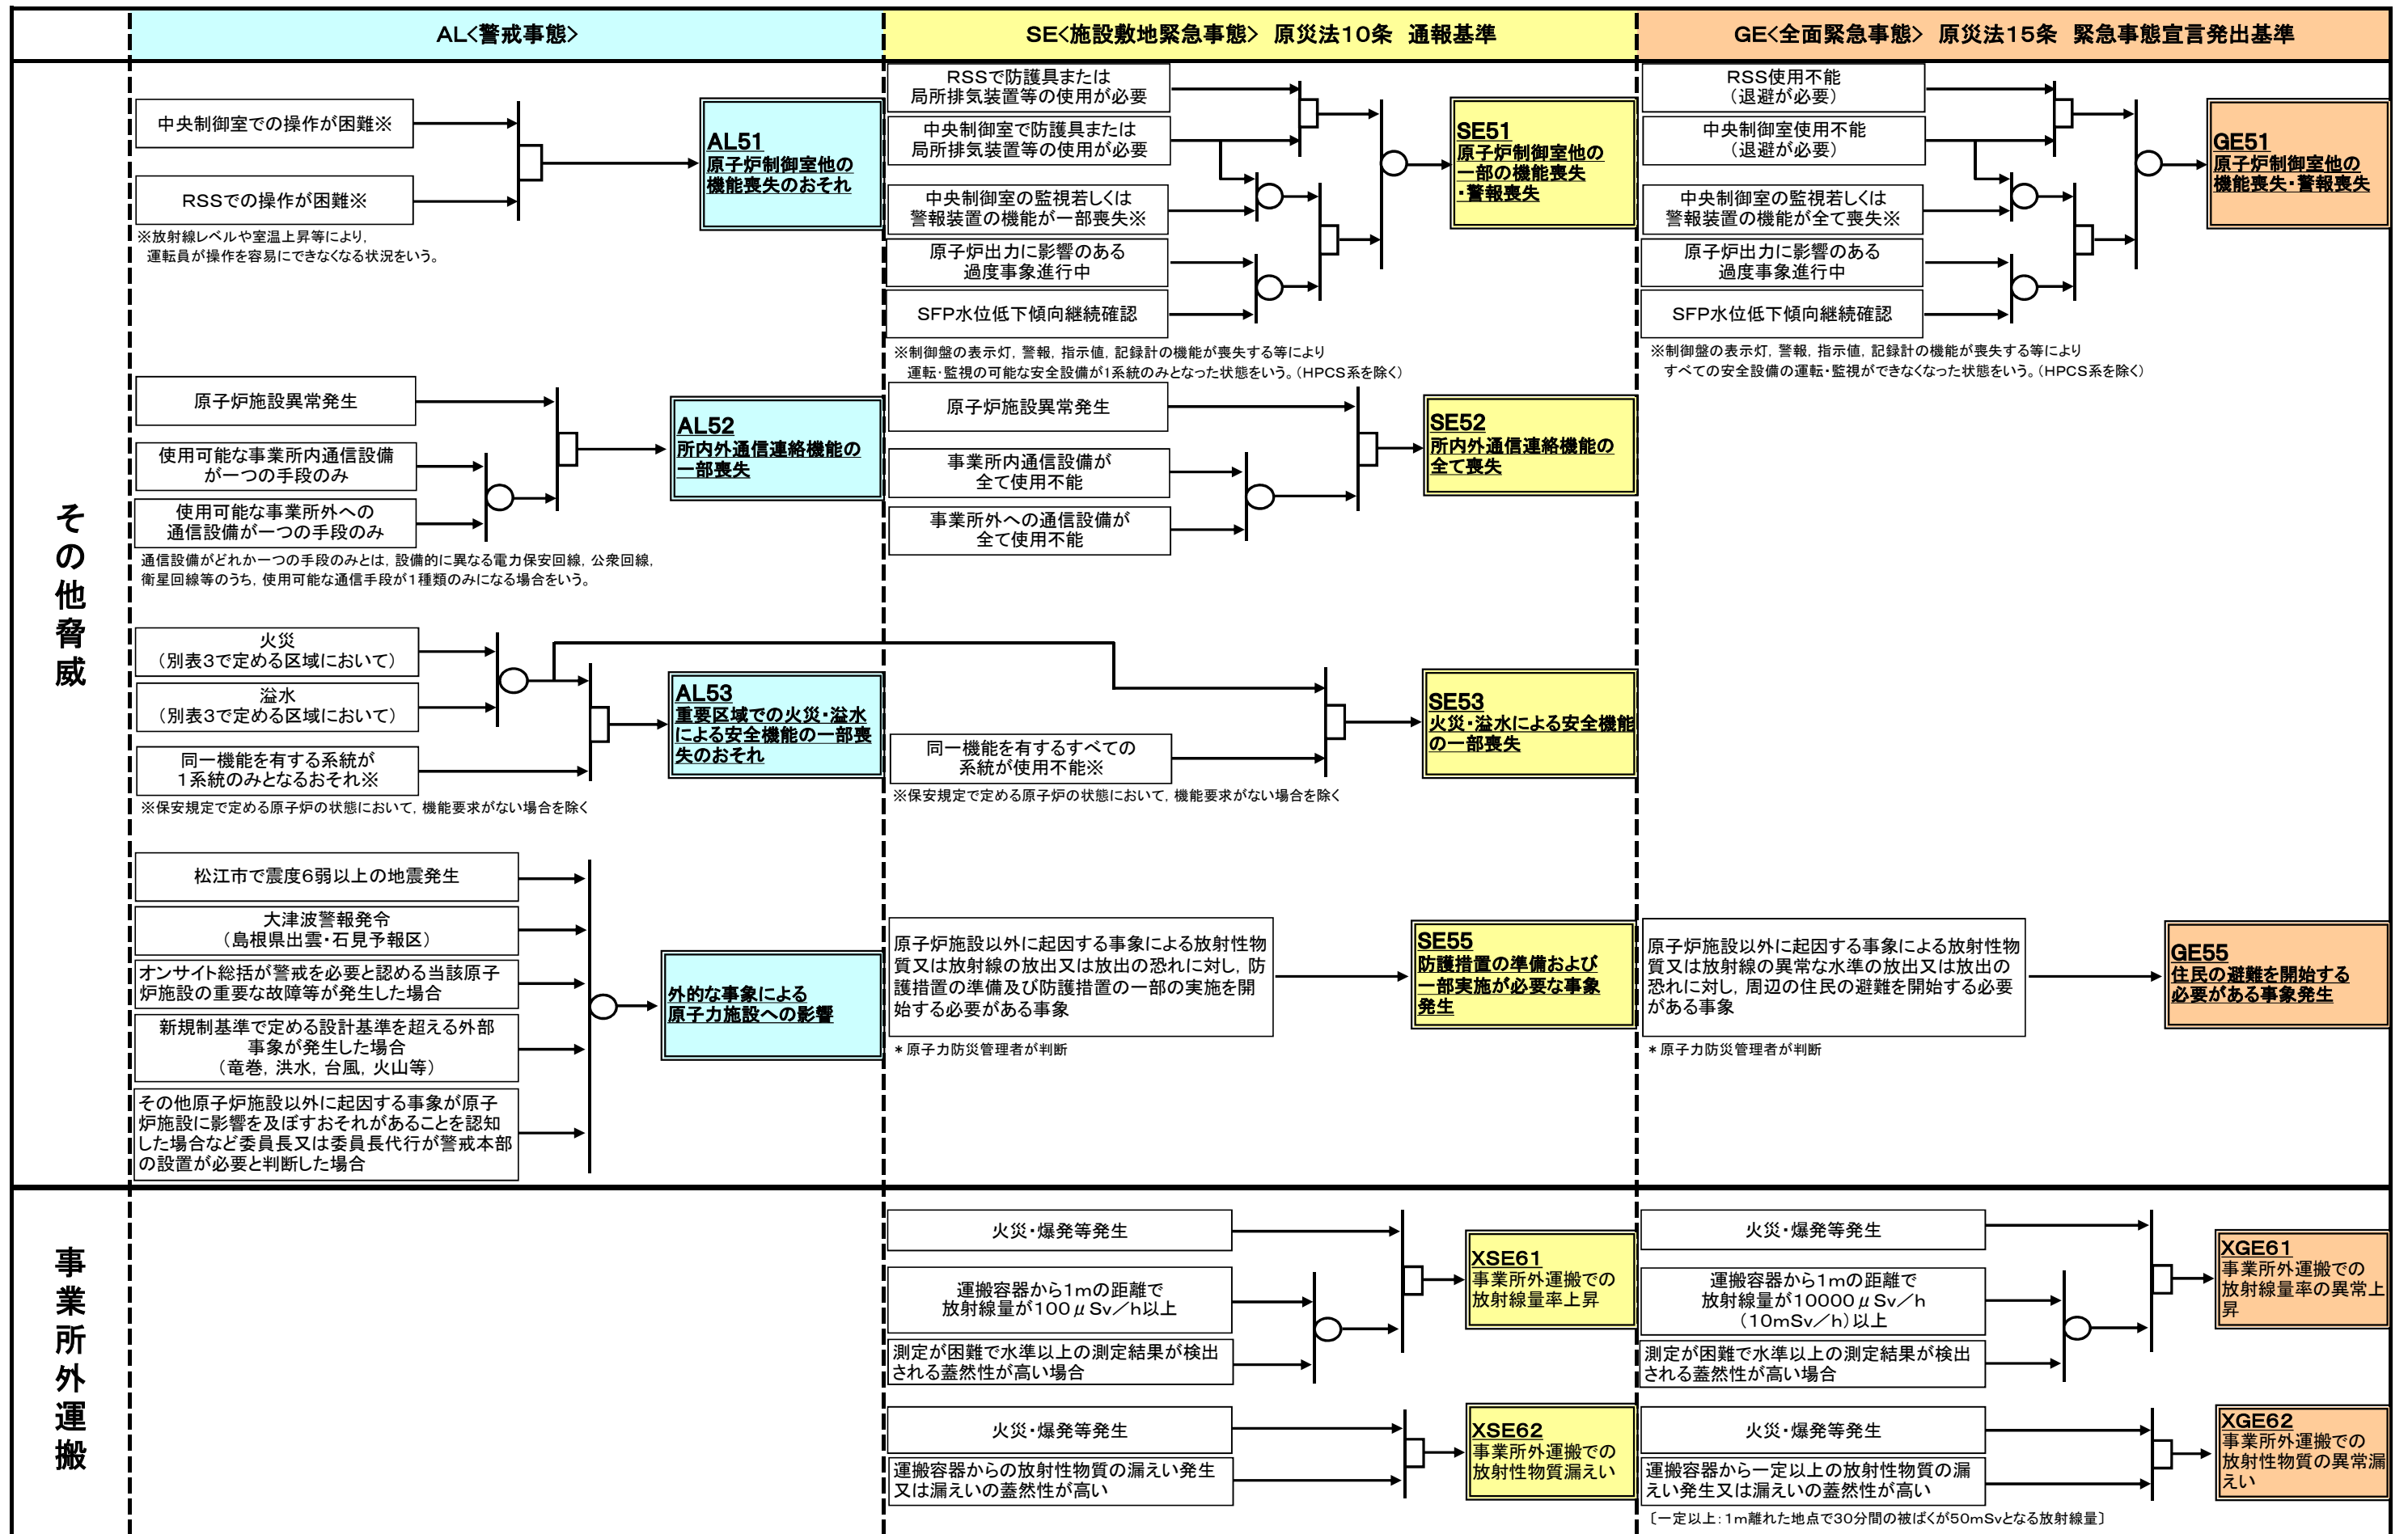 AL<警戒事態>
SE<施設敷地緊急事態> 原災法10条 通報基準
GE<全面緊急事態> 原災法15条 緊急事態宣言発出基準
その他脅威
中央制御室での操作が困難※
RSSでの操作が困難※
※放射線レベルや室温上昇等により,
運転員が操作を容易にできなくなる状況をいう。
AL51
原子炉制御室他の
機能喪失のおそれ
RSSで防護具または
局所排気装置等の使用が必要
中央制御室で防護具または
局所排気装置等の使用が必要
中央制御室の監視若しくは
警報装置の機能が一部喪失※
原子炉出力に影響のある
過度事象進行中
SFP水位低下傾向継続確認
※制御盤の表示灯, 警報, 指示値, 記録計の機能が喪失する等により
運転・監視の可能な安全設備が1系統のみとなった状態をいう。(HPCS系を除く)
SE51
原子炉制御室他の
一部の機能喪失
・警報喪失
RSS使用不能
(退避が必要)
中央制御室使用不能
(退避が必要)
中央制御室の監視若しくは
警報装置の機能が全て喪失※
原子炉出力に影響のある
過度事象進行中
SFP水位低下傾向継続確認
※制御盤の表示灯, 警報, 指示値, 記録計の機能が喪失する等により
すべての安全設備の運転・監視ができなくなった状態をいう。(HPCS系を除く)
GE51
原子炉制御室他の
機能喪失・警報喪失
原子炉施設異常発生
使用可能な事業所内通信設備
が一つの手段のみ
使用可能な事業所外への
通信設備が一つの手段のみ
通信設備がどれか一つの手段のみとは, 設備的に異なる電力保安回線, 公衆回線,
衛星回線等のうち, 使用可能な通信手段が1種類のみになる場合をいう。
AL52
所内外通信連絡機能の
一部喪失
原子炉施設異常発生
事業所内通信設備が
全て使用不能
事業所外への通信設備が
全て使用不能
SE52
所内外通信連絡機能の
全て喪失
火災
(別表3で定める区域において)
溢水
(別表3で定める区域において)
同一機能を有する系統が
1系統のみとなるおそれ※
※保安規定で定める原子炉の状態において, 機能要求がない場合を除く
AL53
重要区域での火災・溢水
による安全機能の一部喪
失のおそれ
同一機能を有するすべての
系統が使用不能※
※保安規定で定める原子炉の状態において, 機能要求がない場合を除く
SE53
火災・溢水による安全機能
の一部喪失
松江市で震度6弱以上の地震発生
大津波警報発令
(島根県出雲・石見予報区)
オンサイト総括が警戒を必要と認める当該原子
炉施設の重要な故障等が発生した場合
新規制基準で定める設計基準を超える外部
事象が発生した場合
(竜巻, 洪水, 台風, 火山等)
その他原子炉施設以外に起因する事象が原子
炉施設に影響を及ぼすおそれがあることを認知
した場合など委員長又は委員長代行が警戒本部
の設置が必要と判断した場合
外的な事象による
原子力施設への影響
原子炉施設以外に起因する事象による放射性物
質又は放射線の放出又は放出の恐れに対し, 防
護措置の準備及び防護措置の一部の実施を開
始する必要がある事象
*原子力防災管理者が判断
SE55
防護措置の準備および
一部実施が必要な事象
発生
原子炉施設以外に起因する事象による放射性物
質又は放射線の異常な水準の放出又は放出の
恐れに対し, 周辺の住民の避難を開始する必要
がある事象
*原子力防災管理者が判断
GE55
住民の避難を開始する
必要がある事象発生
事業所外運搬
火災・爆発等発生
運搬容器から1mの距離で
放射線量が100μSv/h以上
測定が困難で水準以上の測定結果が検出
される蓋然性が高い場合
XSE61
事業所外運搬での
放射線量率上昇
火災・爆発等発生
運搬容器から1mの距離で
放射線量が10000μSv/h
(10mSv/h)以上
測定が困難で水準以上の測定結果が検出
される蓋然性が高い場合
XGE61
事業所外運搬での
放射線量率の異常上
昇
火災・爆発等発生
運搬容器からの放射性物質の漏えい発生
又は漏えいの蓋然性が高い
XSE62
事業所外運搬での
放射性物質漏えい
火災・爆発等発生
運搬容器から一定以上の放射性物質の漏
えい発生又は漏えいの蓋然性が高い
〔一定以上:1m離れた地点で30分間の被ばくが50mSvとなる放射線量〕
XGE62
事業所外運搬での
放射性物質の異常漏
えい